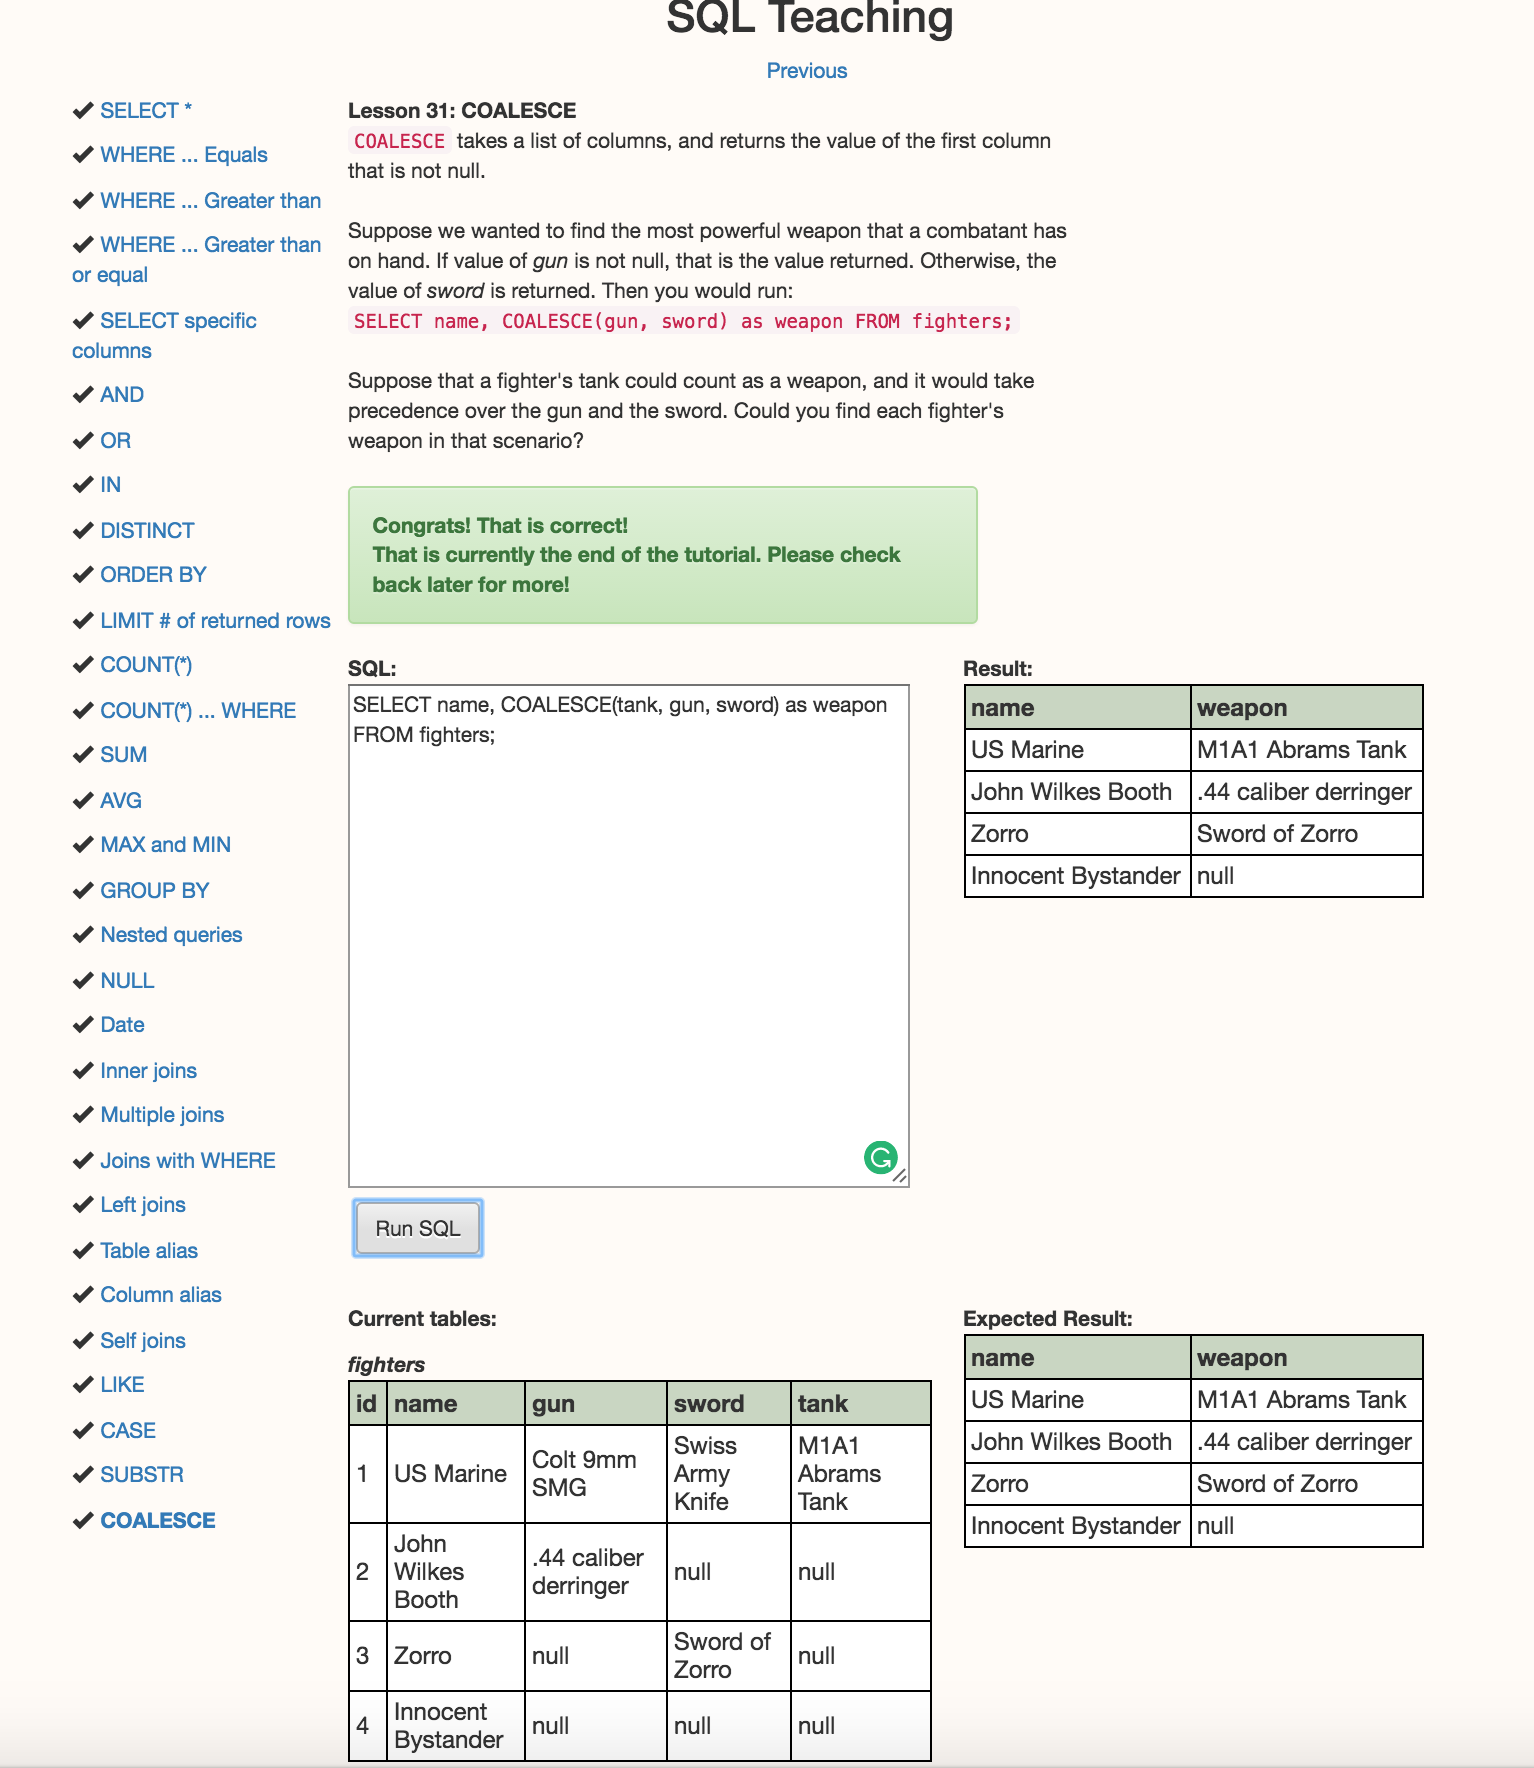 SQL Teaching
Previous
✔ SELECT *
✔ WHERE ... Equals
✔ WHERE ... Greater than
✔ WHERE ... Greater than
or equal
✔ SELECT specific
columns
✔ AND
✔ OR
✔ IN
✔ DISTINCT
✔ ORDER BY
✔ LIMIT # of returned rows
✔ COUNT(*)
✔ COUNT(*) ... WHERE
✔ SUM
✔ AVG
✔ MAX and MIN
✔ GROUP BY
✔ Nested queries
✔ NULL
✔ Date
✔ Inner joins
✔ Multiple joins
✔ Joins with WHERE
✔ Left joins
✔ Table alias
✔ Column alias
✔ Self joins
✔ LIKE
✔ CASE
✔ SUBSTR
✔ COALESCE
Lesson 31: COALESCE
COALESCE takes a list of columns, and returns the value of the first column
that is not null.
Suppose we wanted to find the most powerful weapon that a combatant has
on hand. If value of gun is not null, that is the value returned. Otherwise, the
value of sword is returned. Then you would run:
SELECT name, COALESCE(gun, sword) as weapon FROM fighters;
Suppose that a fighter's tank could count as a weapon, and it would take
precedence over the gun and the sword. Could you find each fighter's
weapon in that scenario?
Congrats! That is correct!
That is currently the end of the tutorial. Please check
back later for more!
SQL:
SELECT name, COALESCE(tank, gun, sword) as weapon
FROM fighters;
Run SQL
Result:
name weapon
US Marine M1A1 Abrams Tank
John Wilkes Booth .44 caliber derringer
Zorro Sword of Zorro
Innocent Bystander null
Current tables:
fighters
id name gun sword tank
1 US Marine Colt 9mm SMG Swiss Army Knife M1A1 Abrams Tank
2 John Wilkes Booth .44 caliber derringer null null
3 Zorro null Sword of Zorro null
4 Innocent Bystander null null null
Expected Result:
name weapon
US Marine M1A1 Abrams Tank
John Wilkes Booth .44 caliber derringer
Zorro Sword of Zorro
Innocent Bystander null